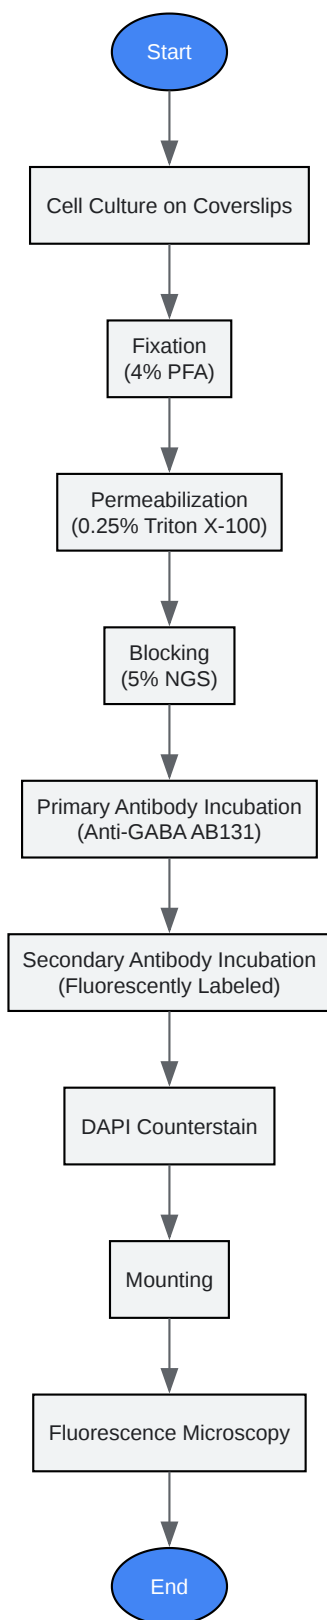 Start
Cell Culture on Coverslips
Fixation
(4% PFA)
Permeabilization
(0.25% Triton X-100)
Blocking
(5% NGS)
Primary Antibody Incubation
(Anti-GABA AB131)
Secondary Antibody Incubation
(Fluorescently Labeled)
DAPI Counterstain
Mounting
Fluorescence Microscopy
End